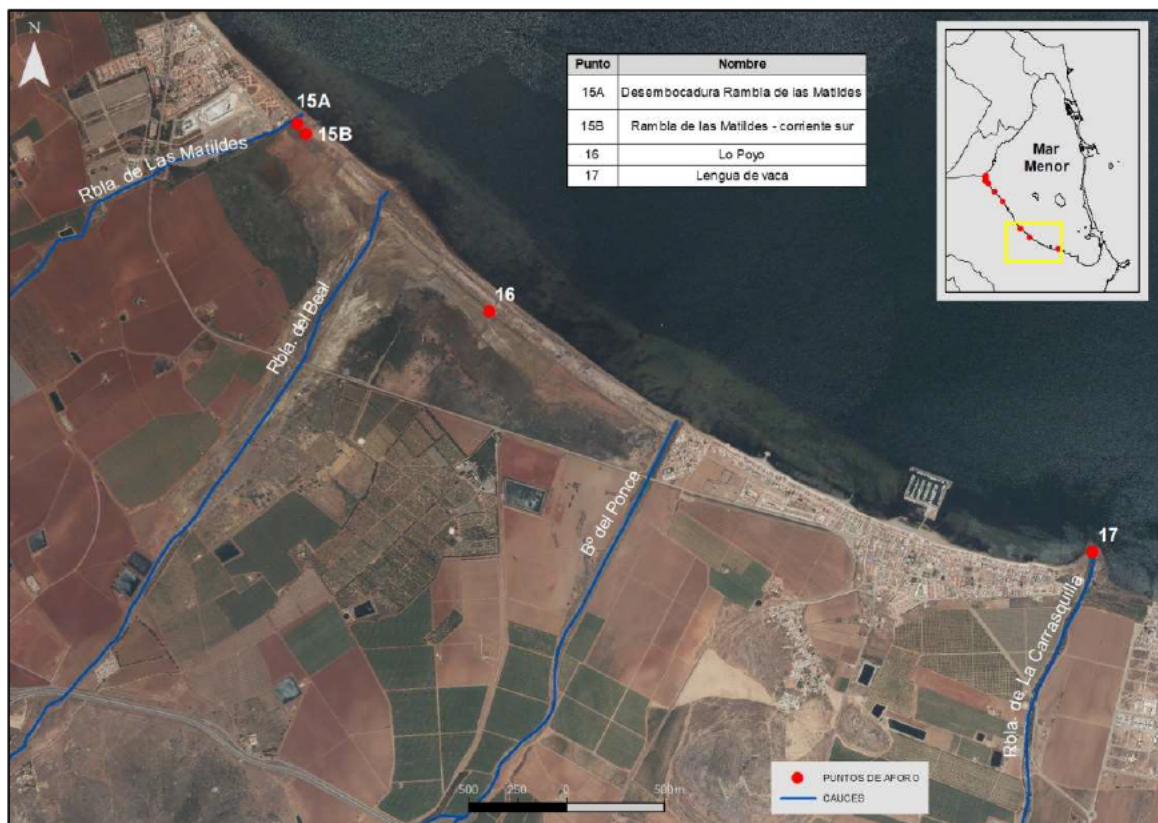 N
Punto Nombre
15A Desembocadura Rambla de las Matildes
15B Rambla de las Matildes - corriente sur
16 Lo Poyo
17 Lengua de vaca
Mar
Menor
15A
15B
Rbla. de Las Matildes
Rbla. del Beal
16
Bº del Ponce
17
Rbla. de La Carrasquilla
PUNTOS DE AFORO
CAUCES
500 250 0 500 m